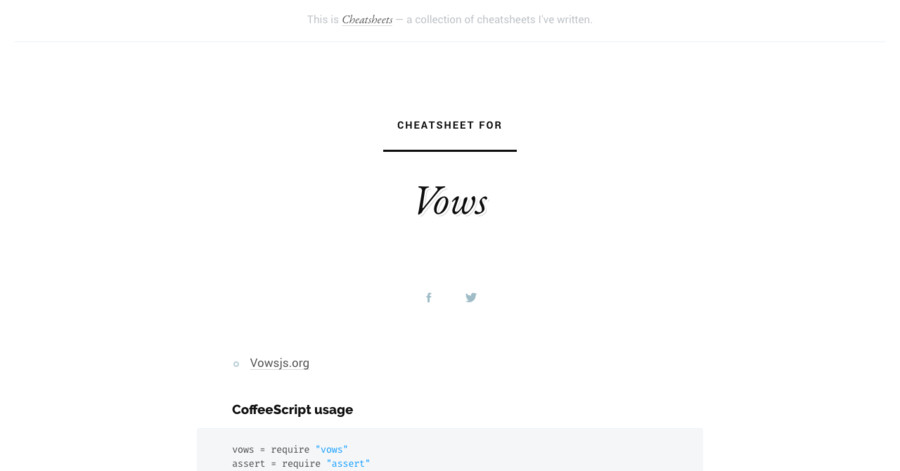 This is Cheatsheets — a collection of cheatsheets I've written.
CHEATSHEET FOR
Vows
Vowsjs.org
CoffeeScript usage
vows = require "vows"
assert = require "assert"